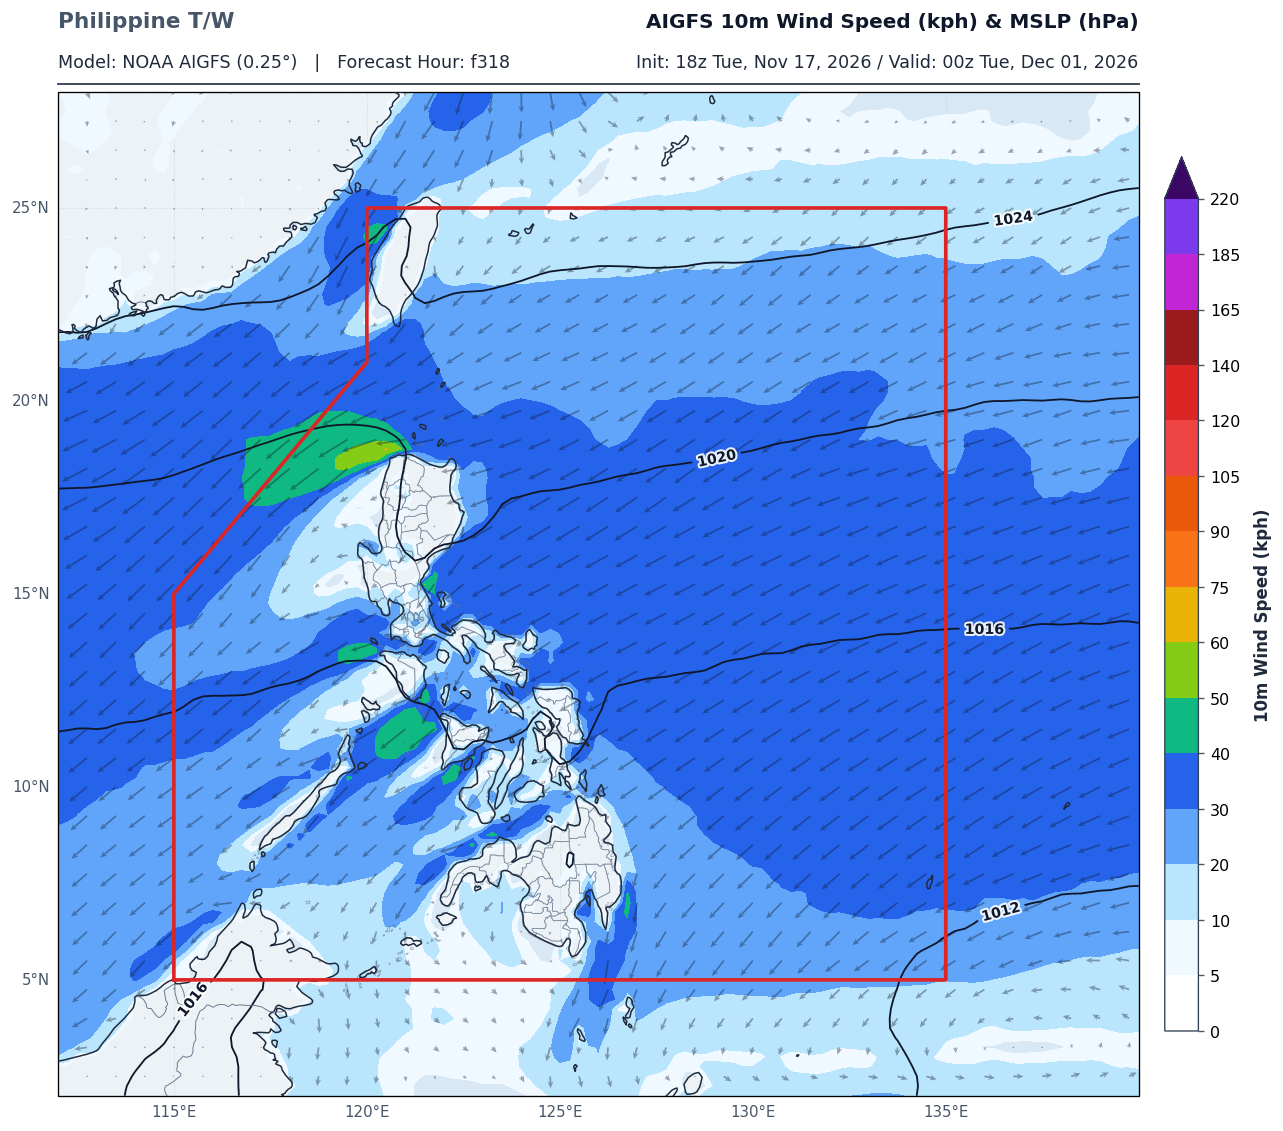 Philippine T/W
AIGFS 10m Wind Speed (kph) & MSLP (hPa)
Model: NOAA AIGFS (0.25°) | Forecast Hour: f318
Init: 18z Tue, Nov 17, 2026 / Valid: 00z Tue, Dec 01, 2026
25°N
20°N
15°N
10°N
5°N
115°E
120°E
125°E
130°E
135°E
1024
1020
1016
1012
1016
220
185
165
140
120
105
90
75
60
50
40
30
20
10
5
0
10m Wind Speed (kph)